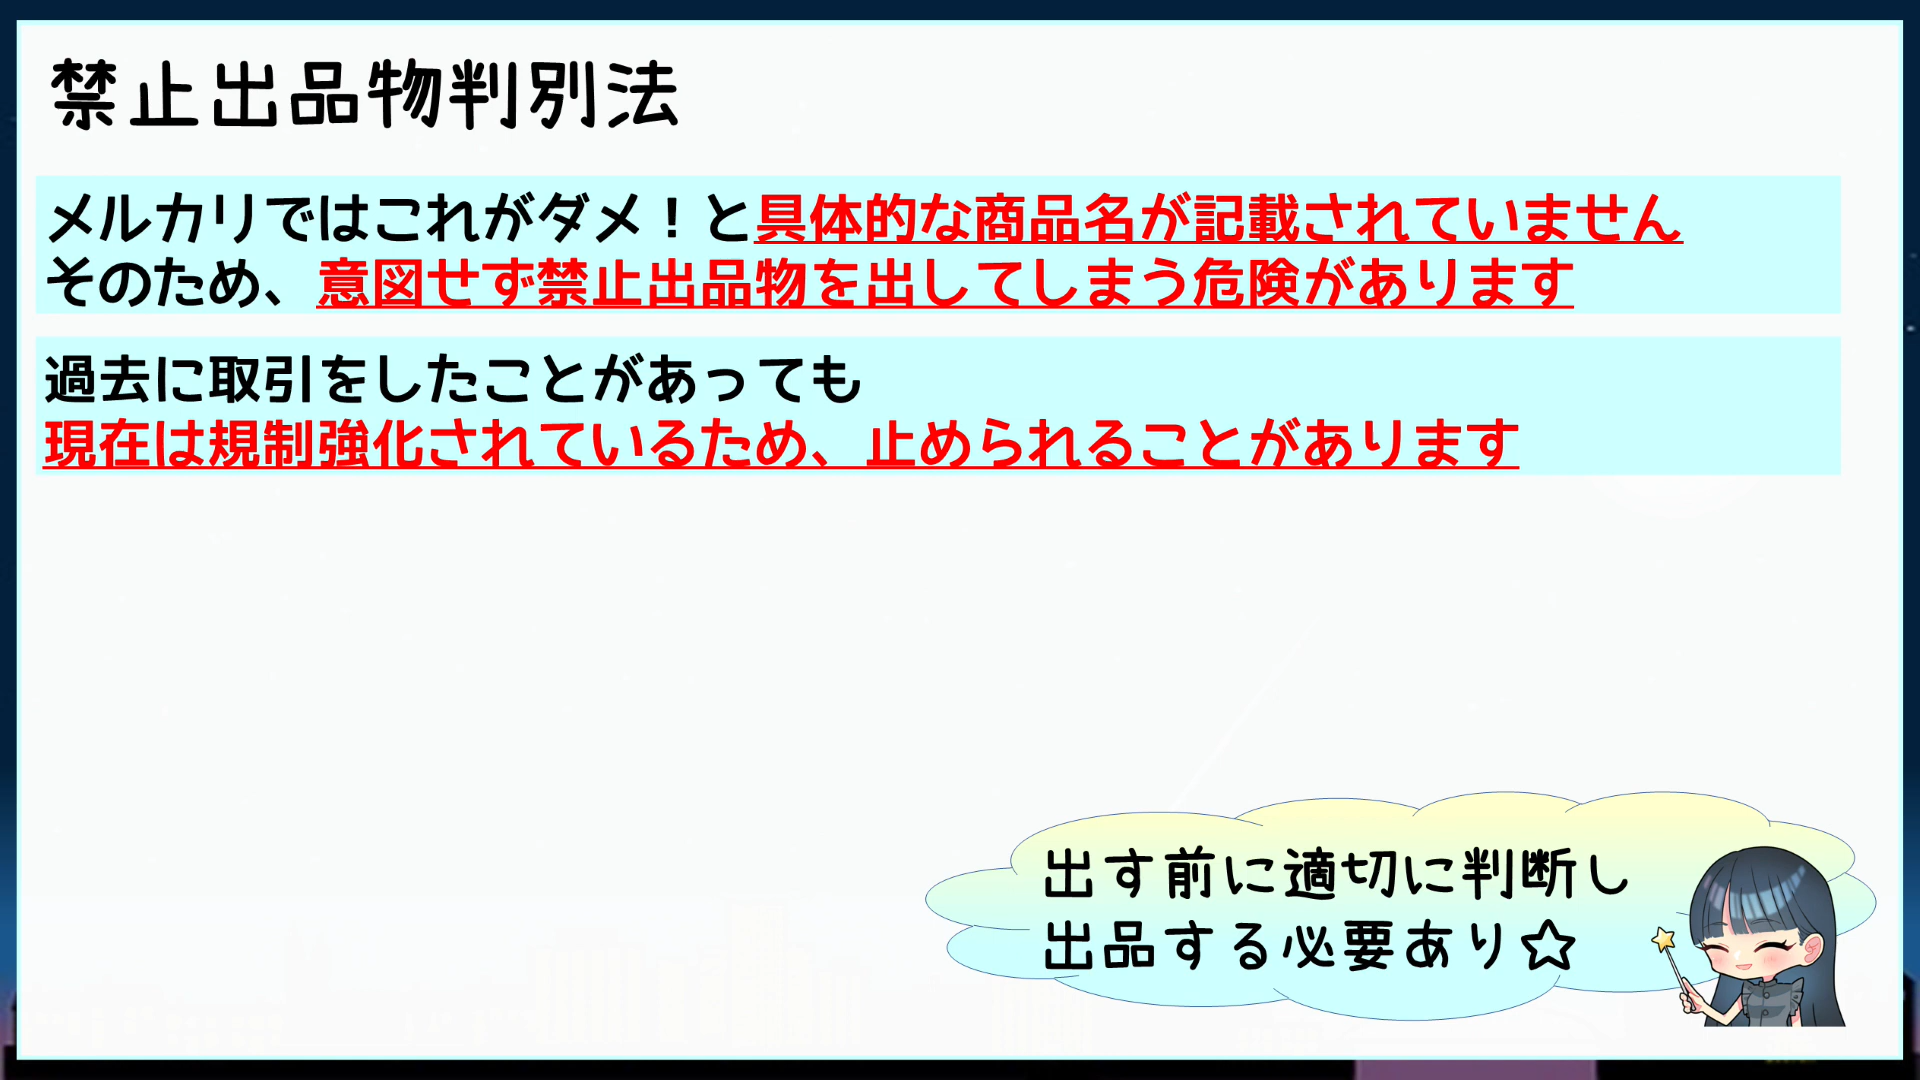 禁止出品物判別法
メルカリではこれがダメ！と具体的な商品名が記載されていません
そのため、意図せず禁止出品物を出してしまう危険があります
過去に取引をしたことがあっても
現在は規制強化されているため、止められることがあります
出す前に適切に判断し
出品する必要あり☆